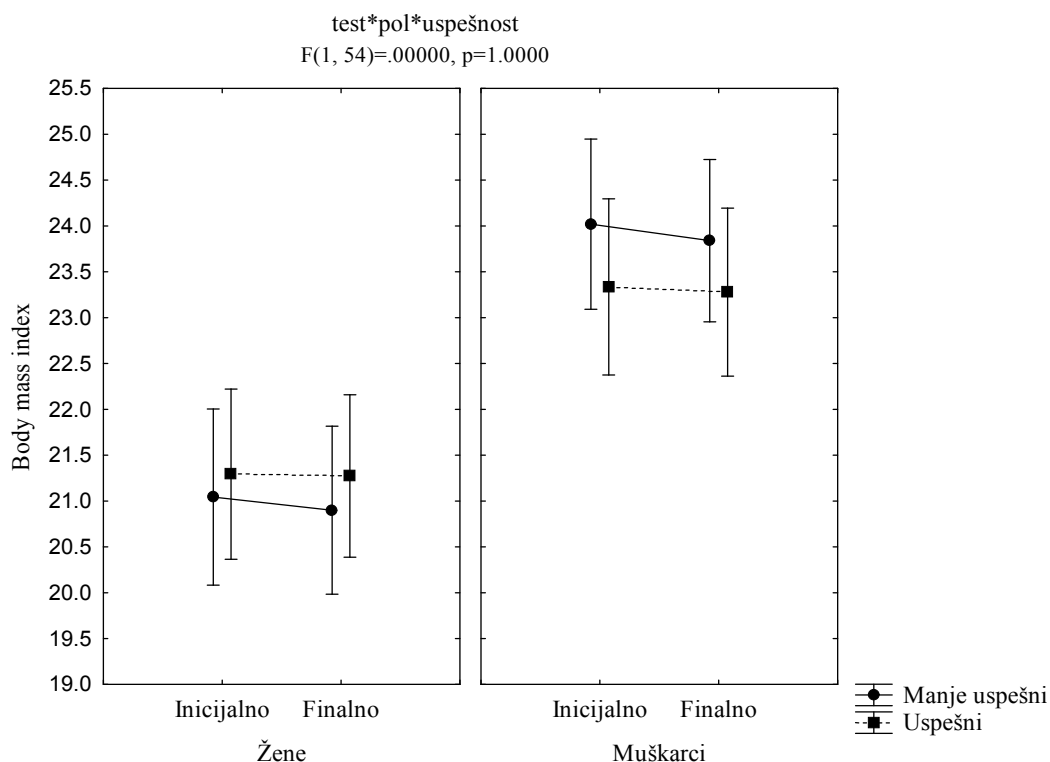 test*pol*uspešnost
F(1, 54)=.00000, p=1.0000
Body mass index
25.5
25.0
24.5
24.0
23.5
23.0
22.5
22.0
21.5
21.0
20.5
20.0
19.5
19.0
Inicijalno Finalno
Žene
Inicijalno Finalno
Muškarci
Manje uspešni
Uspešni